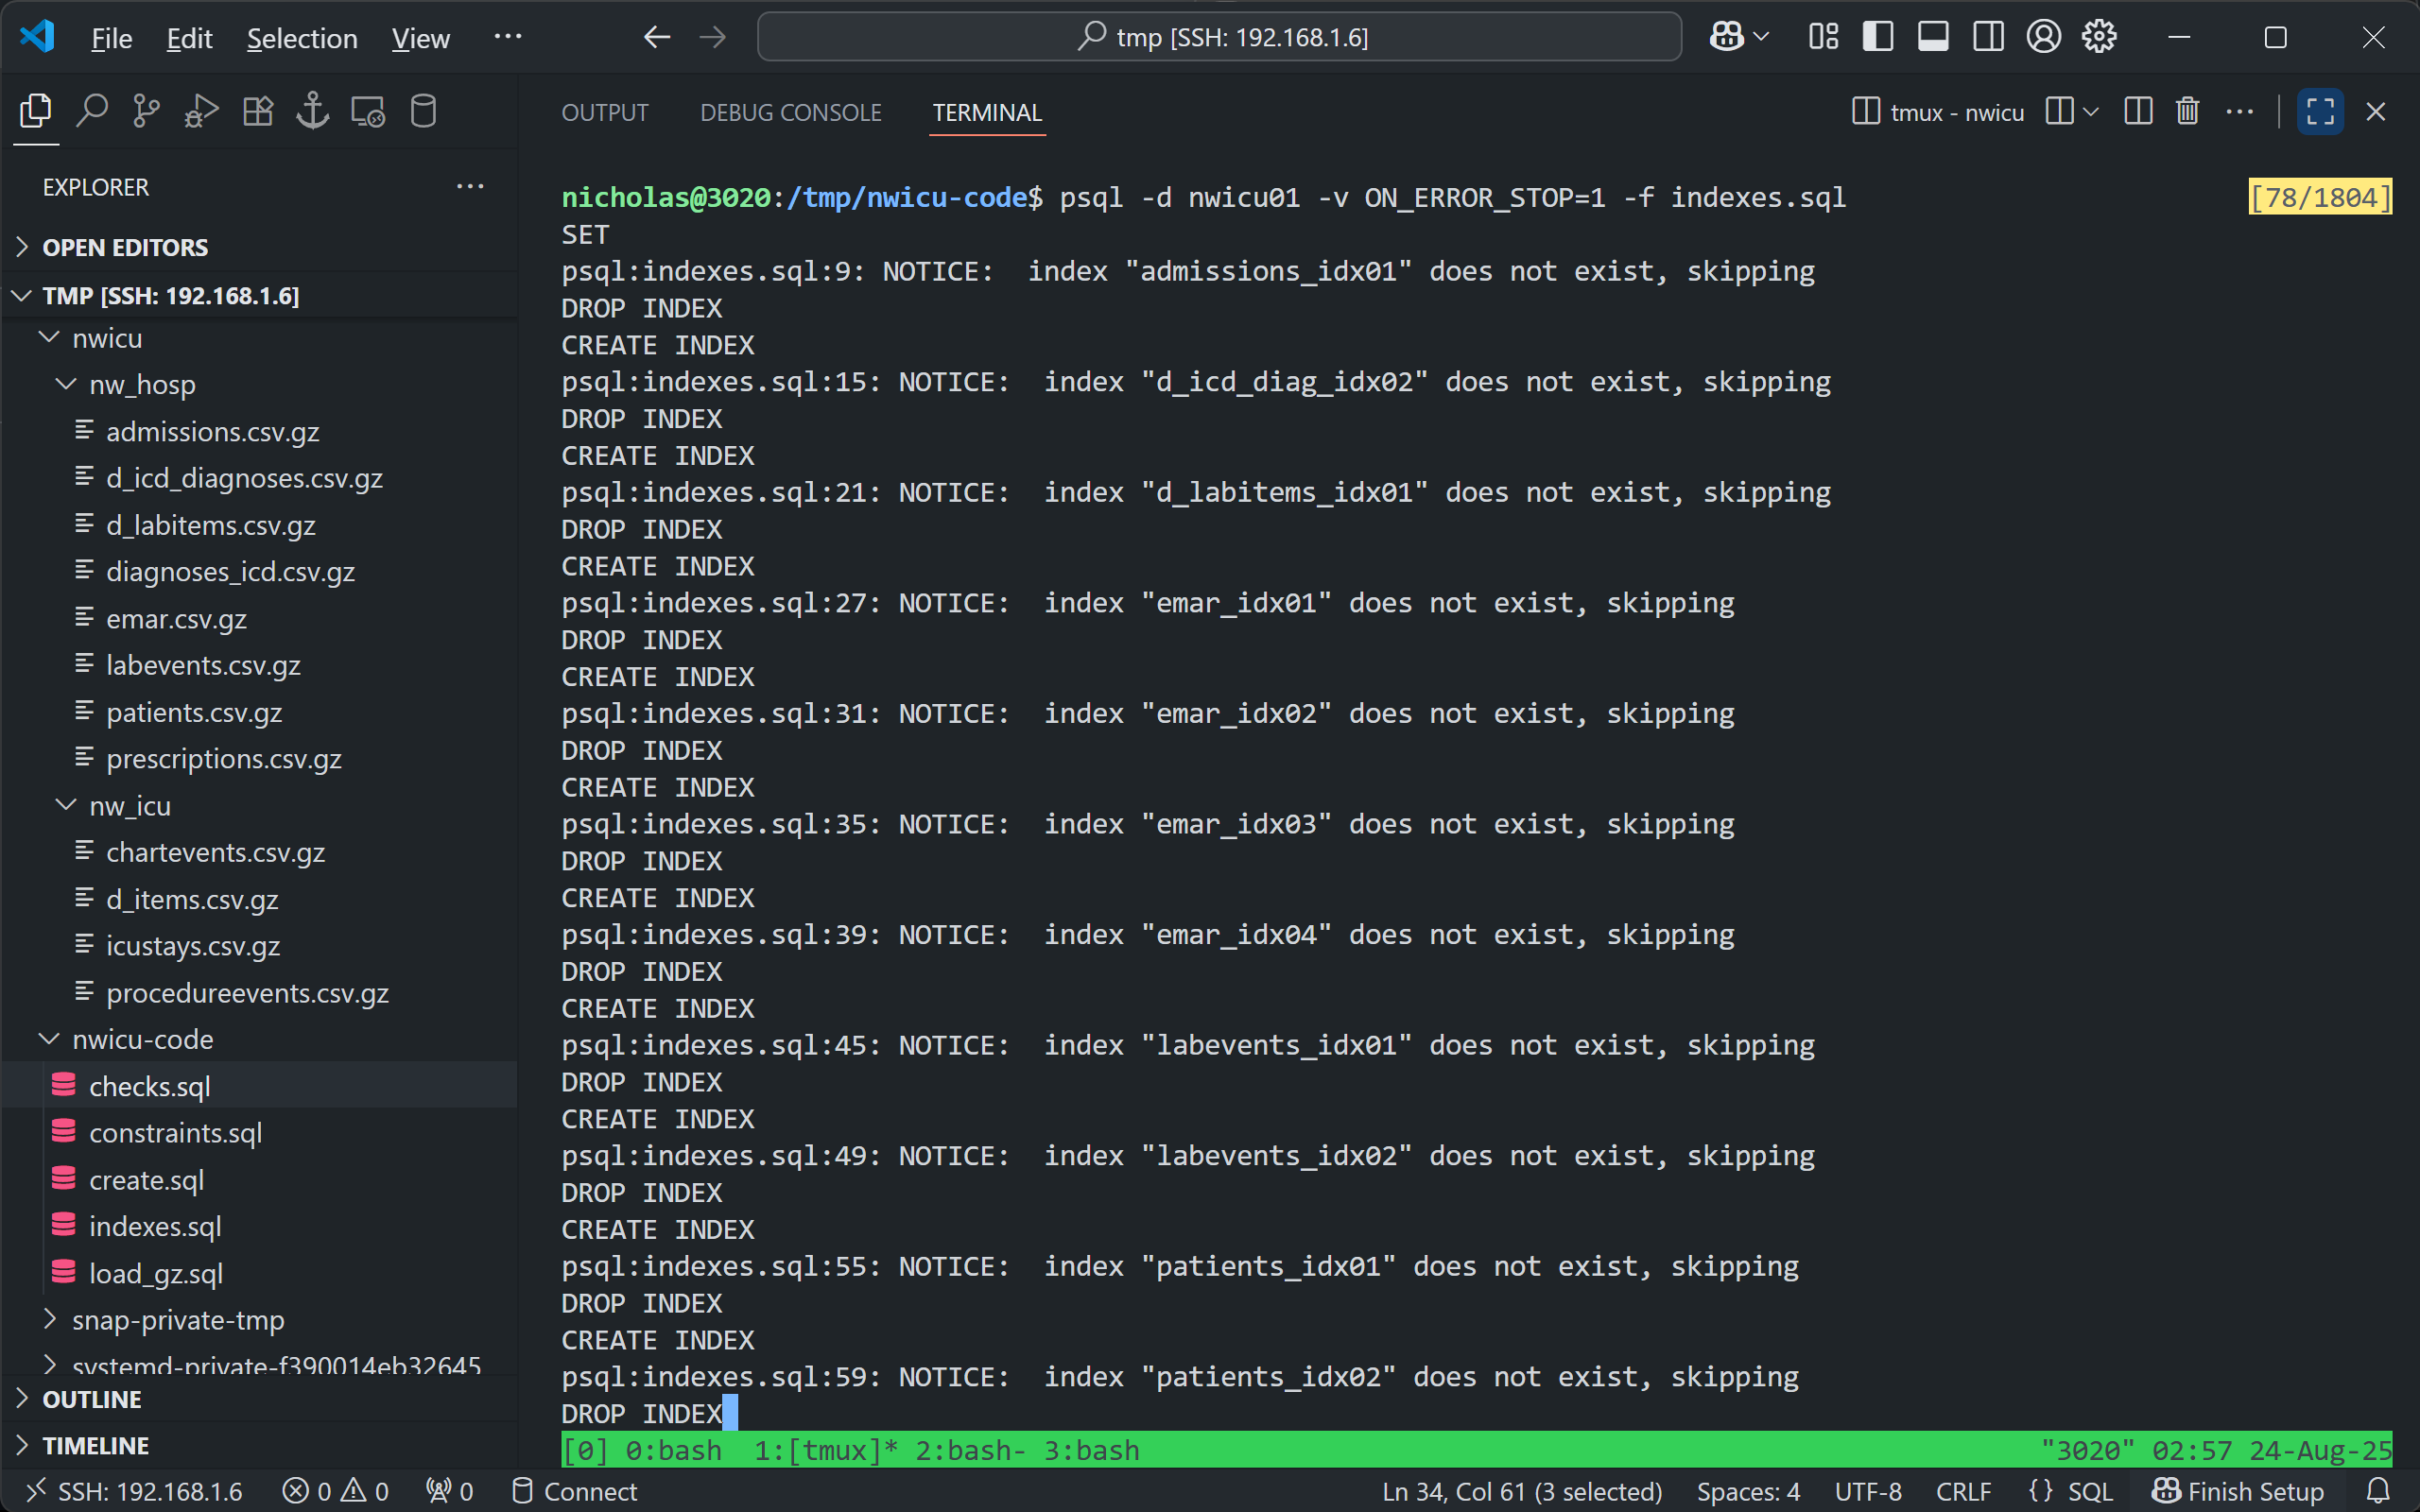 File Edit Selection View ··· tmp [SSH: 192.168.1.6]
OUTPUT DEBUG CONSOLE TERMINAL tmux - nwicu
EXPLORER
OPEN EDITORS
TMP [SSH: 192.168.1.6]
nwicu
nw_hosp
admissions.csv.gz
d_icd_diagnoses.csv.gz
d_labitems.csv.gz
diagnoses_icd.csv.gz
emar.csv.gz
labevents.csv.gz
patients.csv.gz
prescriptions.csv.gz
nw_icu
chartevents.csv.gz
d_items.csv.gz
icustays.csv.gz
procedureevents.csv.gz
nwicu-code
checks.sql
constraints.sql
create.sql
indexes.sql
load_gz.sql
snap-private-tmp
systemd-private-f390014eb32645
OUTLINE
TIMELINE
nicholas@3020:/tmp/nwicu-code$ psql -d nwicu01 -v ON_ERROR_STOP=1 -f indexes.sql [78/1804]
SET
psql:indexes.sql:9: NOTICE:  index "admissions_idx01" does not exist, skipping
DROP INDEX
CREATE INDEX
psql:indexes.sql:15: NOTICE:  index "d_icd_diag_idx02" does not exist, skipping
DROP INDEX
CREATE INDEX
psql:indexes.sql:21: NOTICE:  index "d_labitems_idx01" does not exist, skipping
DROP INDEX
CREATE INDEX
psql:indexes.sql:27: NOTICE:  index "emar_idx01" does not exist, skipping
DROP INDEX
CREATE INDEX
psql:indexes.sql:31: NOTICE:  index "emar_idx02" does not exist, skipping
DROP INDEX
CREATE INDEX
psql:indexes.sql:35: NOTICE:  index "emar_idx03" does not exist, skipping
DROP INDEX
CREATE INDEX
psql:indexes.sql:39: NOTICE:  index "emar_idx04" does not exist, skipping
DROP INDEX
CREATE INDEX
psql:indexes.sql:45: NOTICE:  index "labevents_idx01" does not exist, skipping
DROP INDEX
CREATE INDEX
psql:indexes.sql:49: NOTICE:  index "labevents_idx02" does not exist, skipping
DROP INDEX
CREATE INDEX
psql:indexes.sql:55: NOTICE:  index "patients_idx01" does not exist, skipping
DROP INDEX
CREATE INDEX
psql:indexes.sql:59: NOTICE:  index "patients_idx02" does not exist, skipping
DROP INDEX
[0] 0:bash  1:[tmux]* 2:bash- 3:bash "3020" 02:57 24-Aug-25
SSH: 192.168.1.6 0 0 0 Connect Ln 34, Col 61 (3 selected) Spaces: 4 UTF-8 CRLF {} SQL Finish Setup